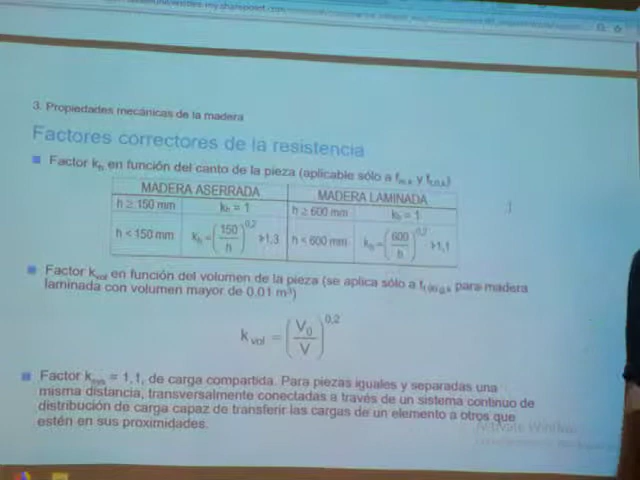 3. Propiedades mecánicas de la madera
Factores correctores de la resistencia
Factor kh en función del canto de la pieza (aplicable sólo a fm,k y ft,0,k)
MADERA ASERRADA MADERA LAMINADA
h ≥ 150 mm kh = 1 h ≥ 600 mm kh = 1
h < 150 mm kh = (150/h)^0,2 >1,3 h < 600 mm kh = (600/h)^0,2 >1,1
Factor kvol en función del volumen de la pieza (se aplica sólo a ft,90,g,k para madera
laminada con volumen mayor de 0,01 m³)
kvol = (V0/V)^0,2
Factor ksys = 1,1, de carga compartida. Para piezas iguales y separadas una
misma distancia, transversalmente conectadas a través de un sistema continuo de
distribución de carga capaz de transferir las cargas de un elemento a otros que
estén en sus proximidades.
Activate Windows